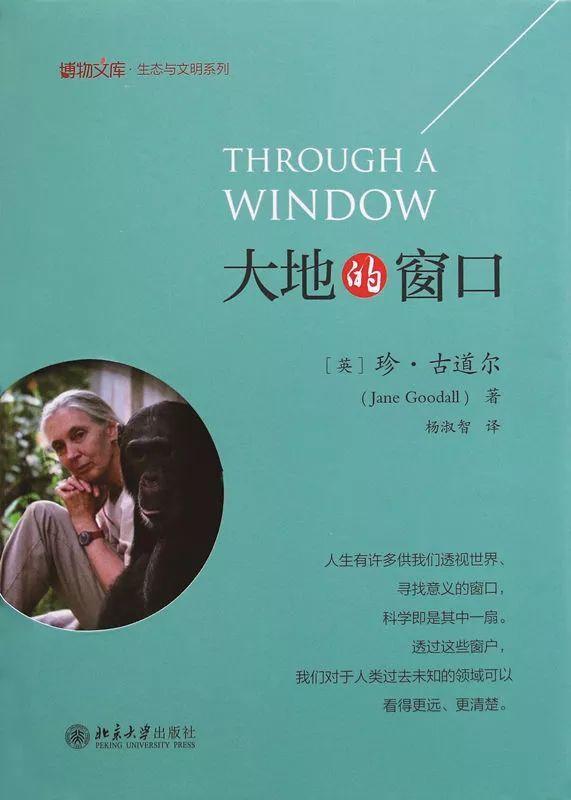 博物文库·生态与文明系列
THROUGH A
WINDOW
大地的窗口
[英] 珍·古道尔
(Jane Goodall) 著
杨淑智 译
人生有许多供我们透视世界、
寻找意义的窗口,
科学即是其中一扇。
透过这些窗户,
我们对于人类过去未知的领域可以
看得更远、更清楚。
北京大学出版社
PEKING UNIVERSITY PRESS